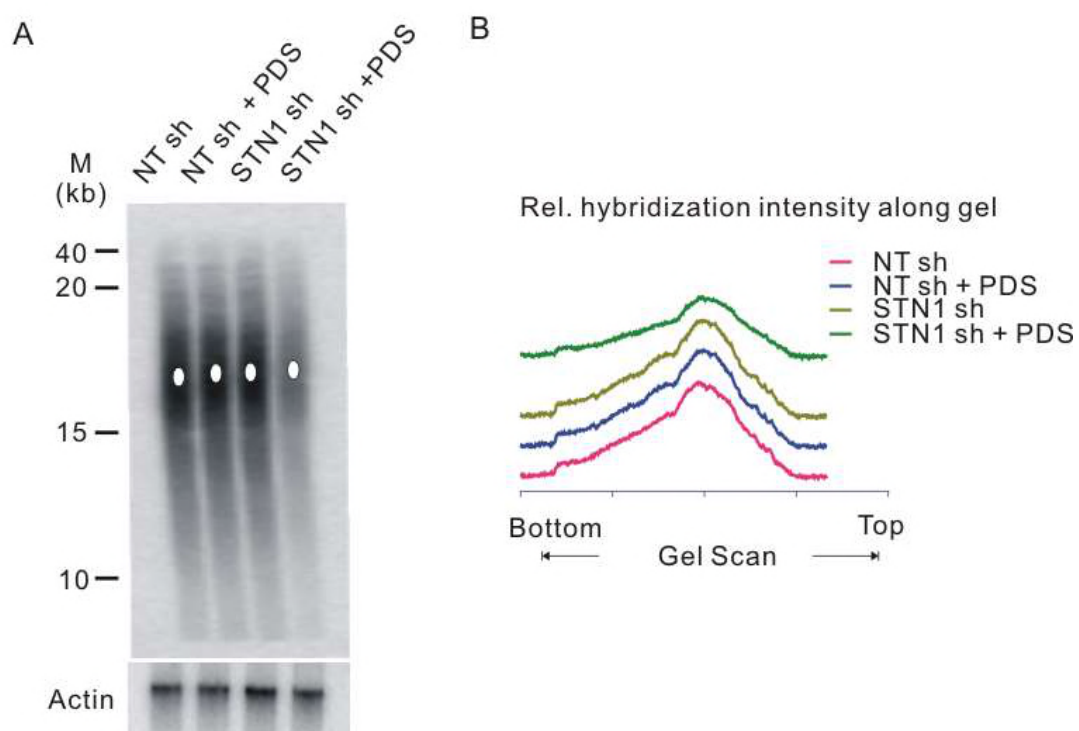 A
B
NT sh
NT sh + PDS
STN1 sh
STN1 sh +PDS
M
(kb)
40
20
15
10
Actin
Rel. hybridization intensity along gel
NT sh
NT sh + PDS
STN1 sh
STN1 sh + PDS
Bottom
Top
Gel Scan